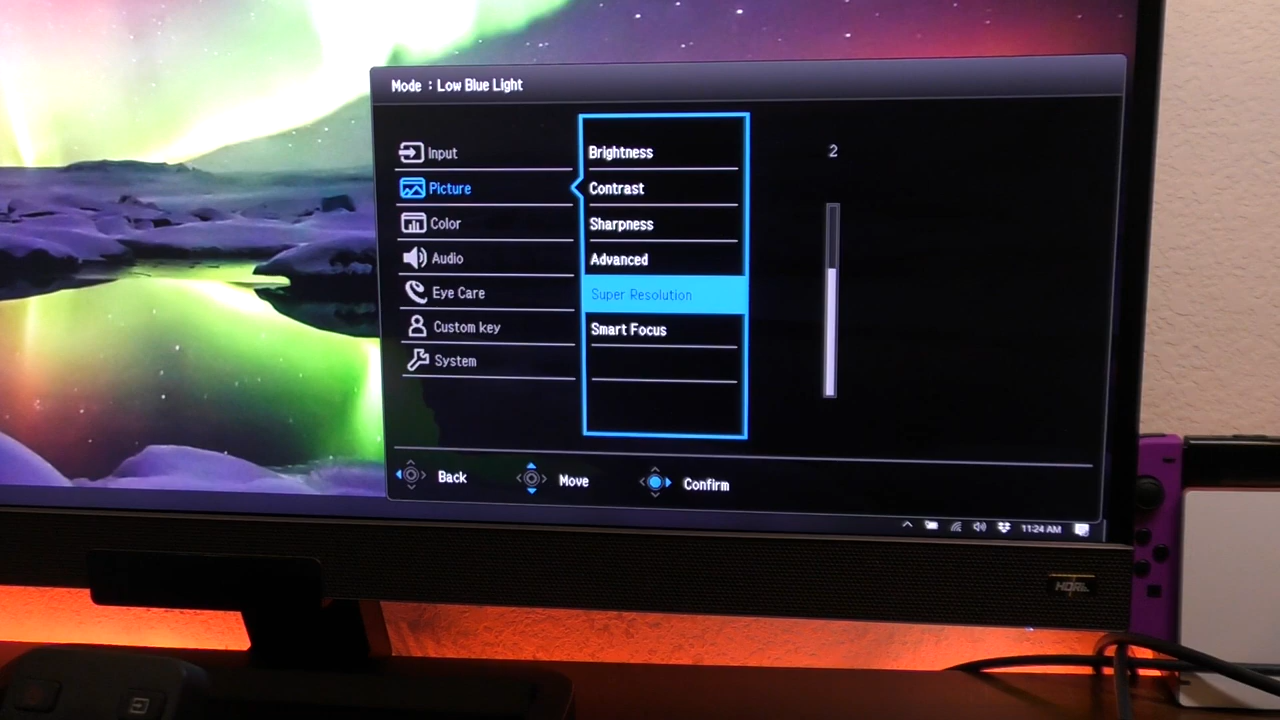 Mode : Low Blue Light
Input
Picture
Color
Audio
Eye Care
Custom key
System
Brightness
Contrast
Sharpness
Advanced
Super Resolution
Smart Focus
2
Back
Move
Confirm
11:24 AM
HDRi